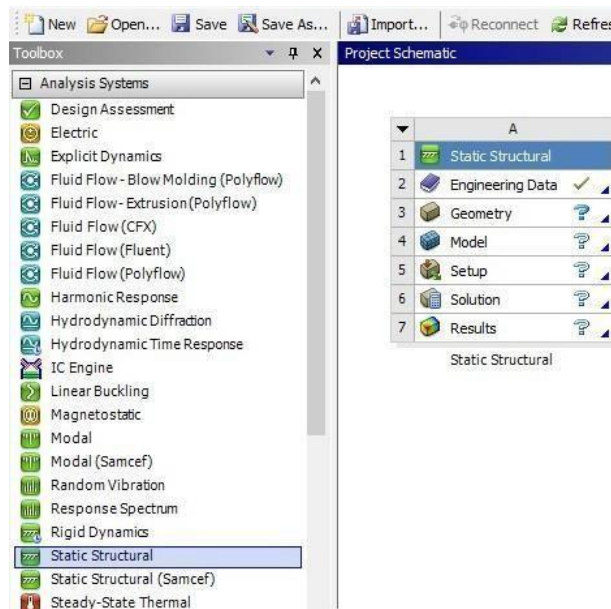 New Open... Save Save As... Import... Reconnect
Toolbox
Project Schematic
Analysis Systems
Design Assessment
Electric
Explicit Dynamics
Fluid Flow - Blow Molding (Polyflow)
Fluid Flow - Extrusion (Polyflow)
Fluid Flow (CFX)
Fluid Flow (Fluent)
Fluid Flow (Polyflow)
Harmonic Response
Hydrodynamic Diffraction
Hydrodynamic Time Response
IC Engine
Linear Buckling
Magnetostatic
Modal
Modal (Samcef)
Random Vibration
Response Spectrum
Rigid Dynamics
Static Structural
Static Structural (Samcef)
Steady-State Thermal
A
1 Static Structural
2 Engineering Data
3 Geometry
4 Model
5 Setup
6 Solution
7 Results
Static Structural